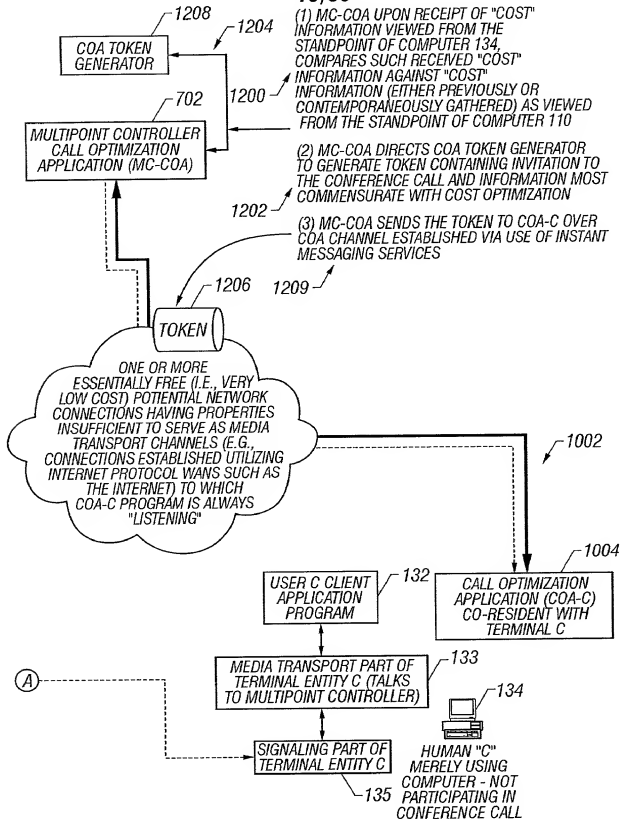 1208
1204
COA TOKEN
GENERATOR
702
MULTIPOINT CONTROLLER
CALL OPTIMIZATION
APPLICATION (MC-COA)
(1) MC-COA UPON RECEIPT OF "COST"
INFORMATION VIEWED FROM THE
STANDPOINT OF COMPUTER 134,
COMPARES SUCH RECEIVED "COST"
1200 INFORMATION AGAINST "COST"
INFORMATION (EITHER PREVIOUSLY OR
CONTEMPORANEOUSLY GATHERED) AS VIEWED
FROM THE STANDPOINT OF COMPUTER 110
(2) MC-COA DIRECTS COA TOKEN GENERATOR
TO GENERATE TOKEN CONTAINING INVITATION TO
THE CONFERENCE CALL AND INFORMATION MOST
COMMENSURATE WITH COST OPTIMIZATION
1202
(3) MC-COA SENDS THE TOKEN TO COA-C OVER
COA CHANNEL ESTABLISHED VIA USE OF INSTANT
MESSAGING SERVICES
1209
1206
TOKEN
ONE OR MORE
ESSENTIALLY FREE (I.E., VERY
LOW COST) POTIENTIAL NETWORK
CONNECTIONS HAVING PROPERTIES
INSUFFICIENT TO SERVE AS MEDIA
TRANSPORT CHANNELS (E.G.,
CONNECTIONS ESTABLISHED UTILIZING
INTERNET PROTOCOL WANS SUCH AS
THE INTERNET) TO WHICH
COA-C PROGRAM IS ALWAYS
"LISTENING"
1002
1004
CALL OPTIMIZATION
APPLICATION (COA-C)
CO-RESIDENT WITH
TERMINAL C
USER C CLIENT
APPLICATION
PROGRAM
132
MEDIA TRANSPORT PART OF
TERMINAL ENTITY C (TALKS
TO MULTIPOINT CONTROLLER)
133
A
SIGNALING PART OF
TERMINAL ENTITY C
135
134
HUMAN "C"
MERELY USING
COMPUTER - NOT
PARTICIPATING IN
CONFERENCE CALL